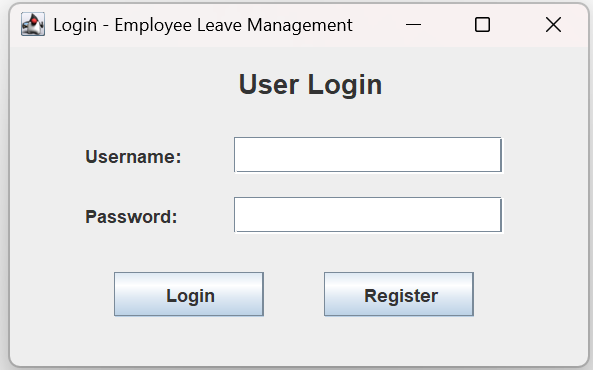 Login - Employee Leave Management
User Login
Username:
Password:
Login Register